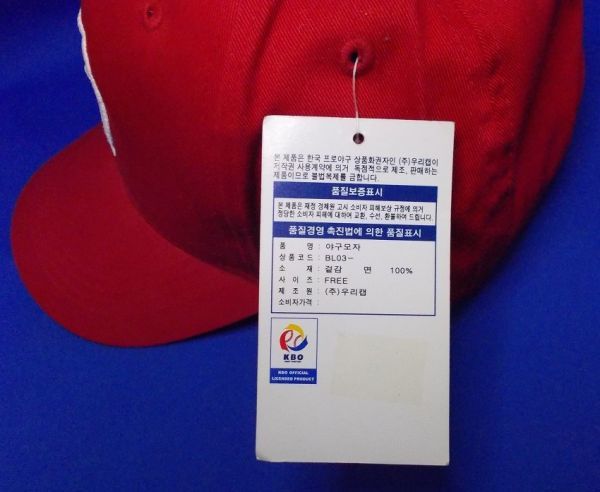 본 제품은 한국 프로야구 상품화권자인 (주)우리캡이
저작권 사용계약에 의거 독점적으로 제조, 판매하는
제품이므로 불법복제를 금합니다.
품질보증표시
본 제품은 재정 경제원 고시 소비자 피해보상 규정에 의거
정당한 소비자 피해에 대하여 교환, 수선, 환불하여 드립니다.
품질경영 촉진법에 의한 품질표시
품 명 : 야구모자
상품코드 : BL03-
소 재 : 겉감 면 100%
사 이 즈 : FREE
제 조 원 : (주)우리캡
소비자가격 :
KBO
KBO OFFICIAL
LICENSED PRODUCT